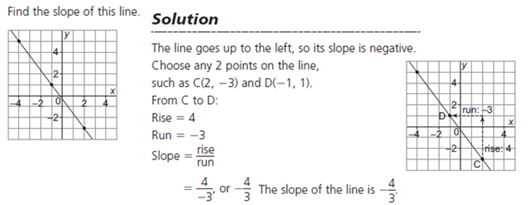 Find the slope of this line.
y
4
2
x
-4 -2 0 2 4
-2
Solution
The line goes up to the left, so its slope is negative.
Choose any 2 points on the line,
such as C(2, −3) and D(−1, 1).
From C to D:
Rise = 4
Run = −3
Slope = rise/run
= 4/−3, or −4/3 The slope of the line is −4/3.
y
4
2
run: −3
D
x
-4 -2 0 4
-2
rise: 4
C